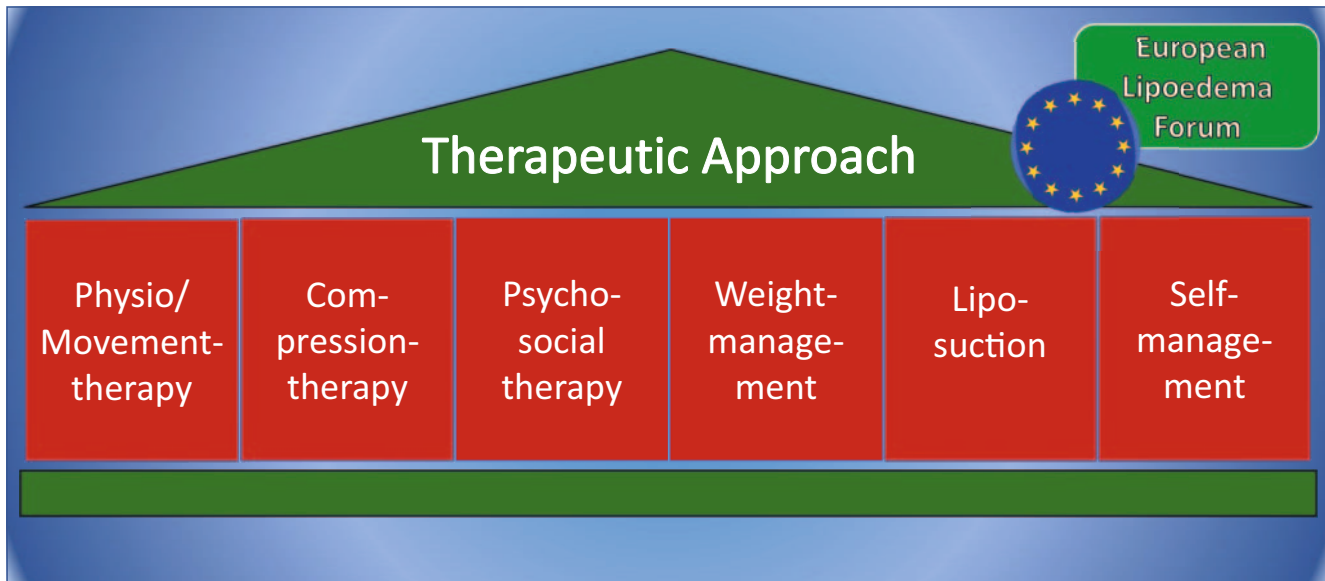 European
Lipoedema
Forum
Therapeutic Approach
Physio/
Movement-
therapy
Com-
pression-
therapy
Psycho-
social
therapy
Weight-
manage-
ment
Lipo-
suction
Self-
manage-
ment